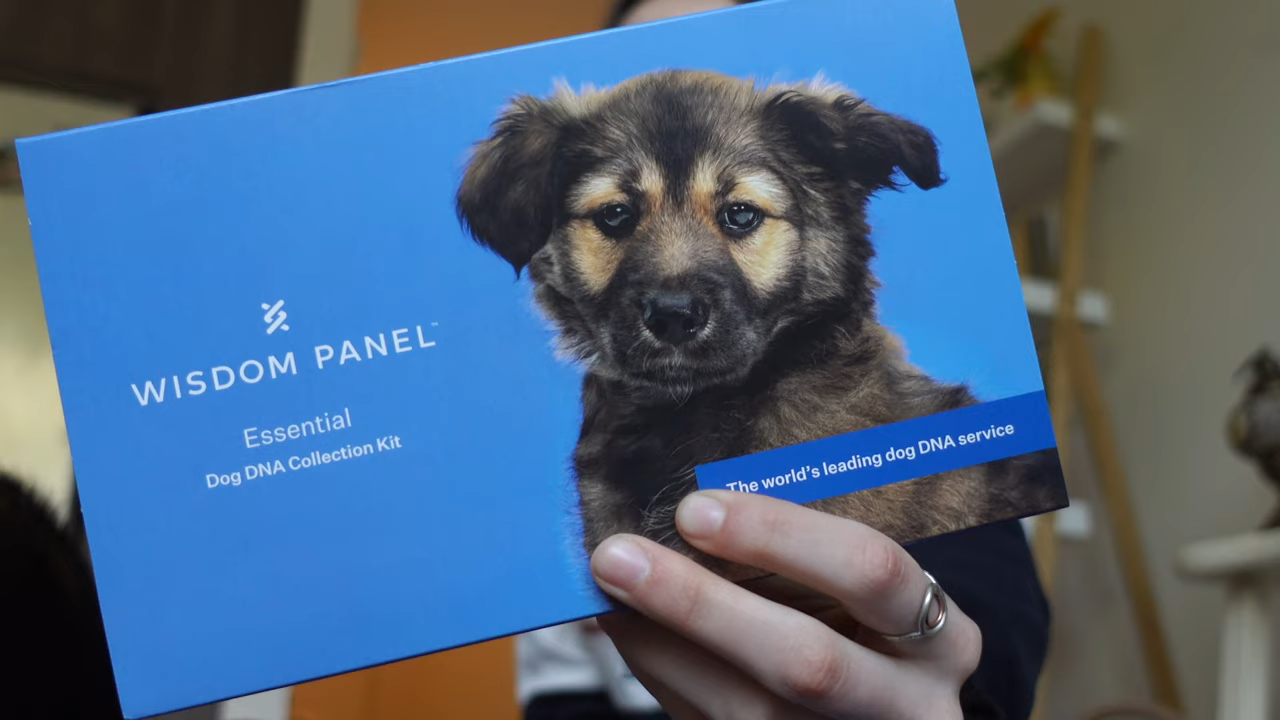 WISDOM PANEL™
Essential
Dog DNA Collection Kit
The world's leading dog DNA service